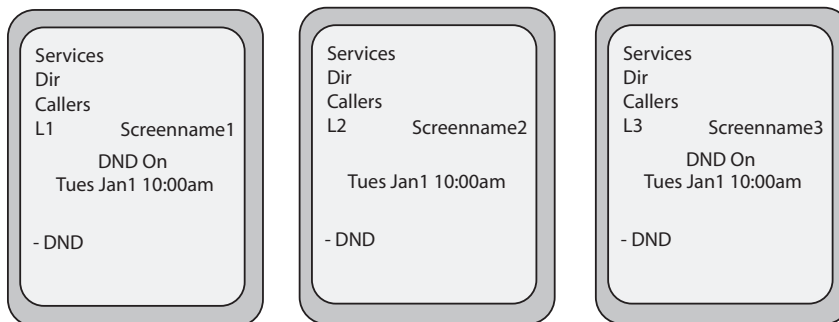 Services
Dir
Callers
L1 Screenname1
DND On
Tues Jan1 10:00am
- DND
Services
Dir
Callers
L2 Screenname2
Tues Jan1 10:00am
- DND
Services
Dir
Callers
L3 Screenname3
DND On
Tues Jan1 10:00am
- DND